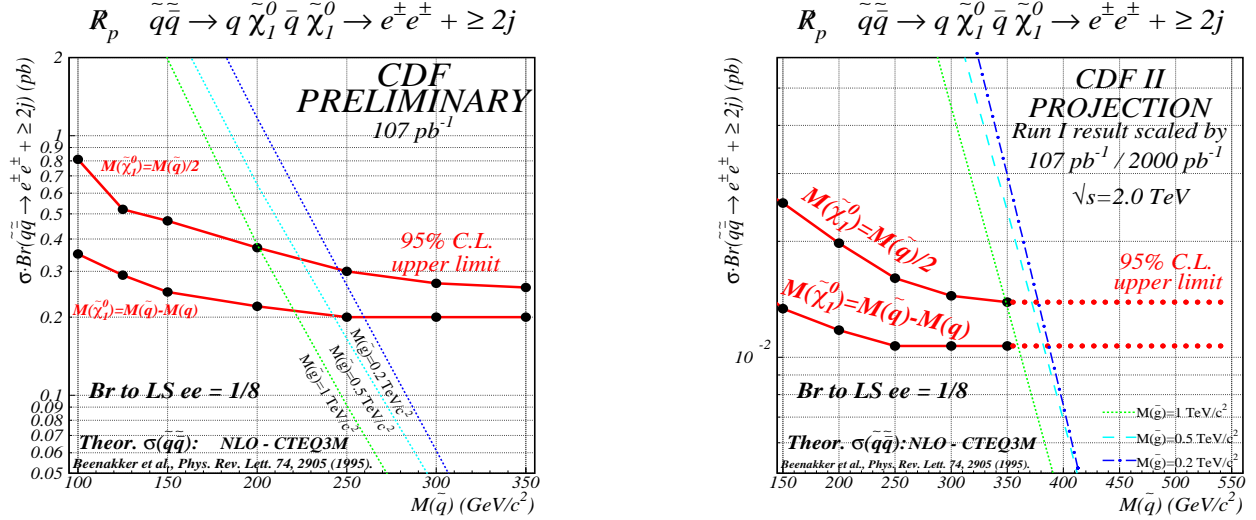 R̸p q̃q̃̄ → q χ̃₁⁰ q̄ χ̃₁⁰ → e± e± + ≥ 2j
σ·Br(q̃q̃̄ → e± e± + ≥ 2j) (pb)
2
1
0.9
0.8
0.7
0.6
0.5
0.4
0.3
0.2
0.1
0.09
0.08
0.07
0.06
0.05
CDF
PRELIMINARY
107 pb⁻¹
M(χ̃₁⁰)=M(q̃)/2
95% C.L.
upper limit
M(χ̃₁⁰)=M(q̃)-M(q)
M(g̃)=0.2 TeV/c²
M(g̃)=0.5 TeV/c²
M(g̃)=1 TeV/c²
Br to LS ee = 1/8
Theor. σ(q̃q̃̄): NLO - CTEQ3M
Beenakker et al., Phys. Rev. Lett. 74, 2905 (1995).
100 150 200 250 300 350
M(q̃) (GeV/c²)
R̸p q̃q̃̄ → q χ̃₁⁰ q̄ χ̃₁⁰ → e± e± + ≥ 2j
σ·Br(q̃q̃̄ → e± e± + ≥ 2j) (pb)
10⁻²
CDF II
PROJECTION
Run I result scaled by
107 pb⁻¹ / 2000 pb⁻¹
√s=2.0 TeV
M(χ̃₁⁰)=M(q̃)/2
95% C.L.
upper limit
M(χ̃₁⁰)=M(q̃)-M(q)
Br to LS ee = 1/8
M(g̃)=1 TeV/c²
M(g̃)=0.5 TeV/c²
M(g̃)=0.2 TeV/c²
Theor. σ(q̃q̃̄): NLO - CTEQ3M
Beenakker et al., Phys. Rev. Lett. 74, 2905 (1995).
150 200 250 300 350 400 450 500 550
M(q̃) (GeV/c²)